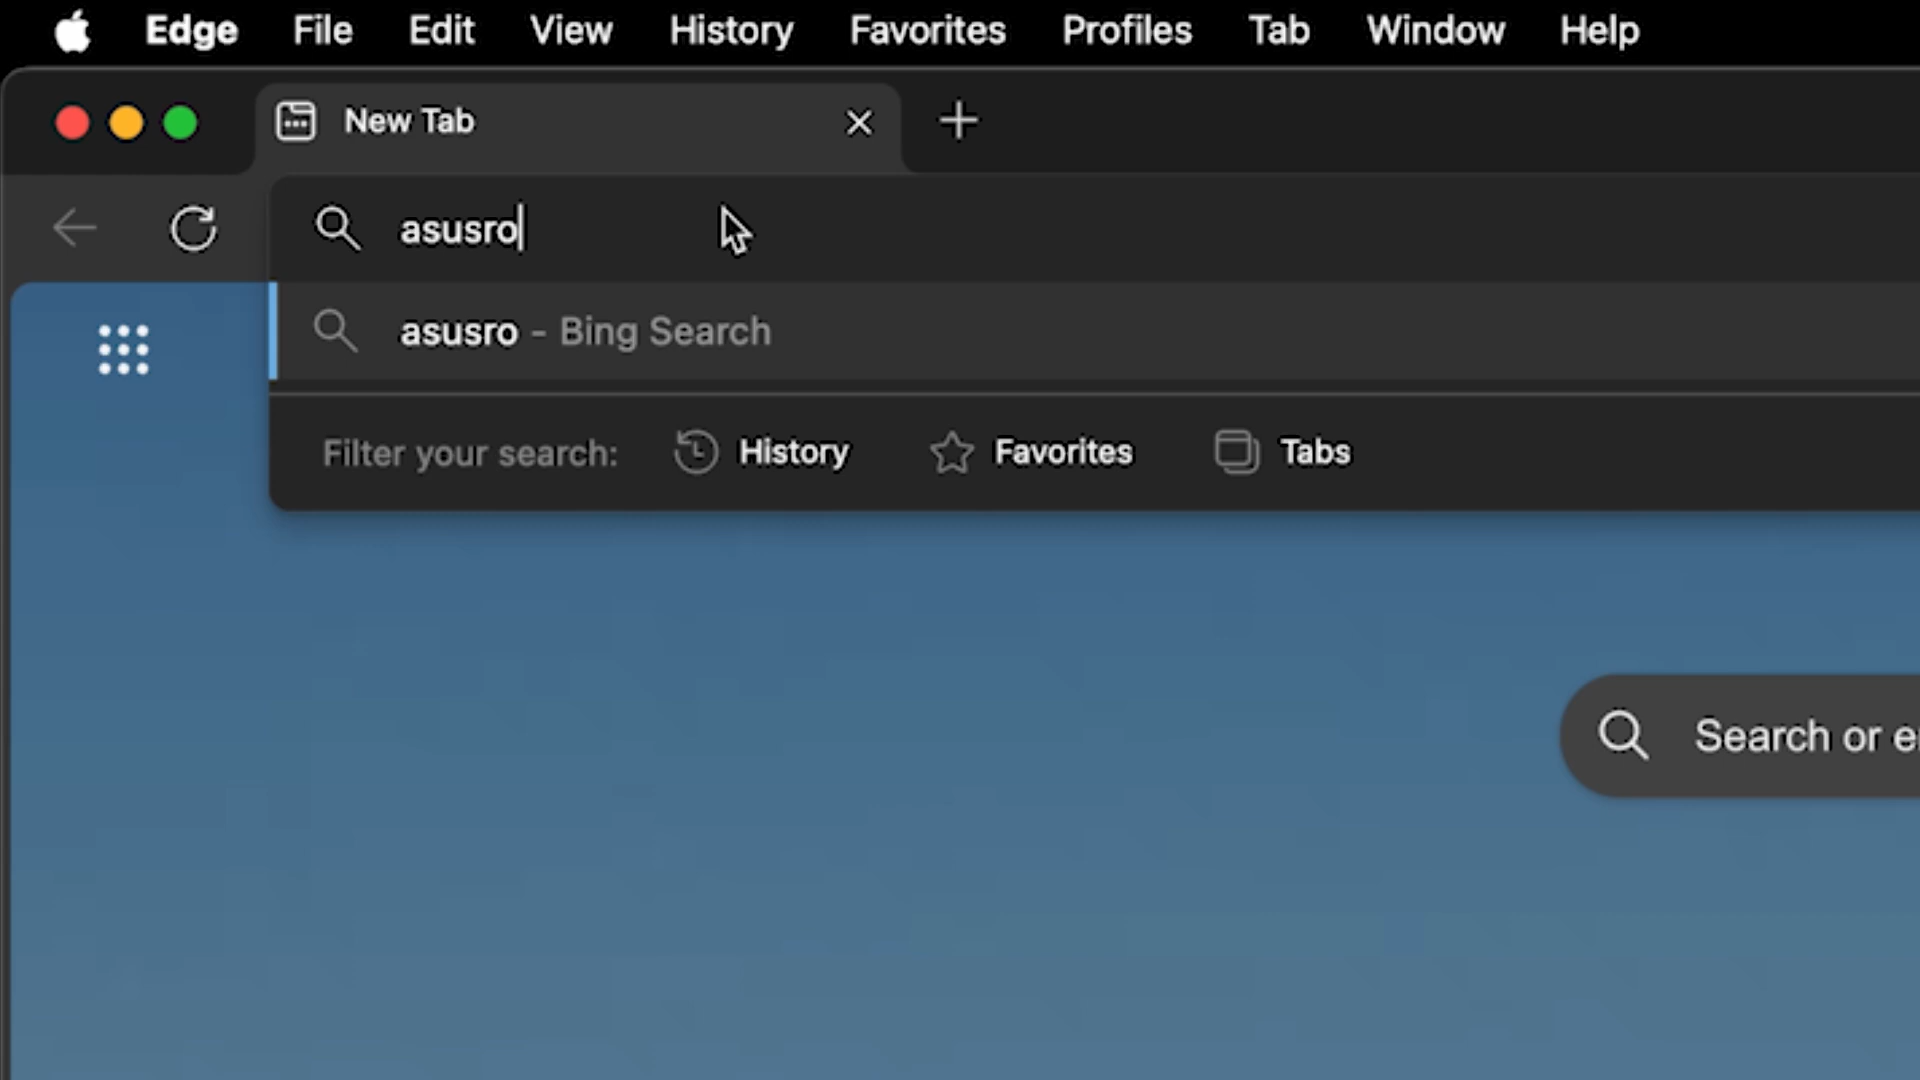 Edge File Edit View History Favorites Profiles Tab Window Help
New Tab
asusro
asusro - Bing Search
Filter your search: History Favorites Tabs
Search or